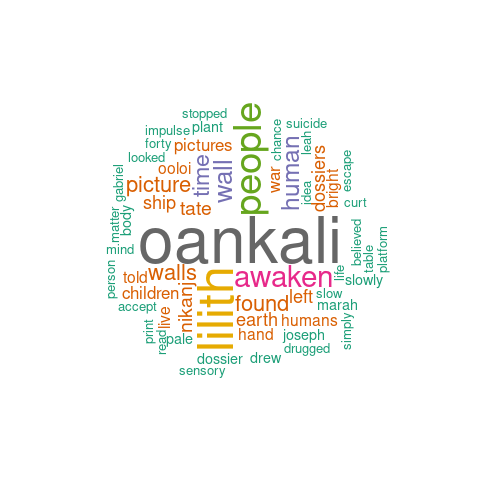 stopped
impulse
plant
people
chance
suicide
forty
pictures
looked
ooloi
time
wall
human
war
idea
leah
dossiers
bright
escape
gabriel
picture
ship
tate
curt
matter
body
oankali
believed
table
platform
mind
person
told
walls
awaken
life
slowly
children
nikanj
lilith
found
left
slow
marah
accept
live
earth
humans
print
read
pale
hand
joseph
simply
drugged
dossier
drew
sensory